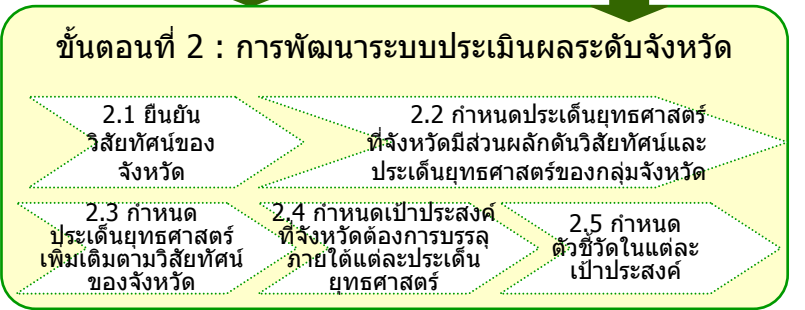 ขั้นตอนที่ 2 : การพัฒนาระบบประเมินผลระดับจังหวัด
2.1 ยืนยัน
วิสัยทัศน์ของ
จังหวัด
2.2 กำหนดประเด็นยุทธศาสตร์
ที่จังหวัดมีส่วนผลักดันวิสัยทัศน์และ
ประเด็นยุทธศาสตร์ของกลุ่มจังหวัด
2.3 กำหนด
ประเด็นยุทธศาสตร์
เพิ่มเติมตามวิสัยทัศน์
ของจังหวัด
2.4 กำหนดเป้าประสงค์
ที่จังหวัดต้องการบรรลุ
ภายใต้แต่ละประเด็น
ยุทธศาสตร์
2.5 กำหนด
ตัวชี้วัดในแต่ละ
เป้าประสงค์